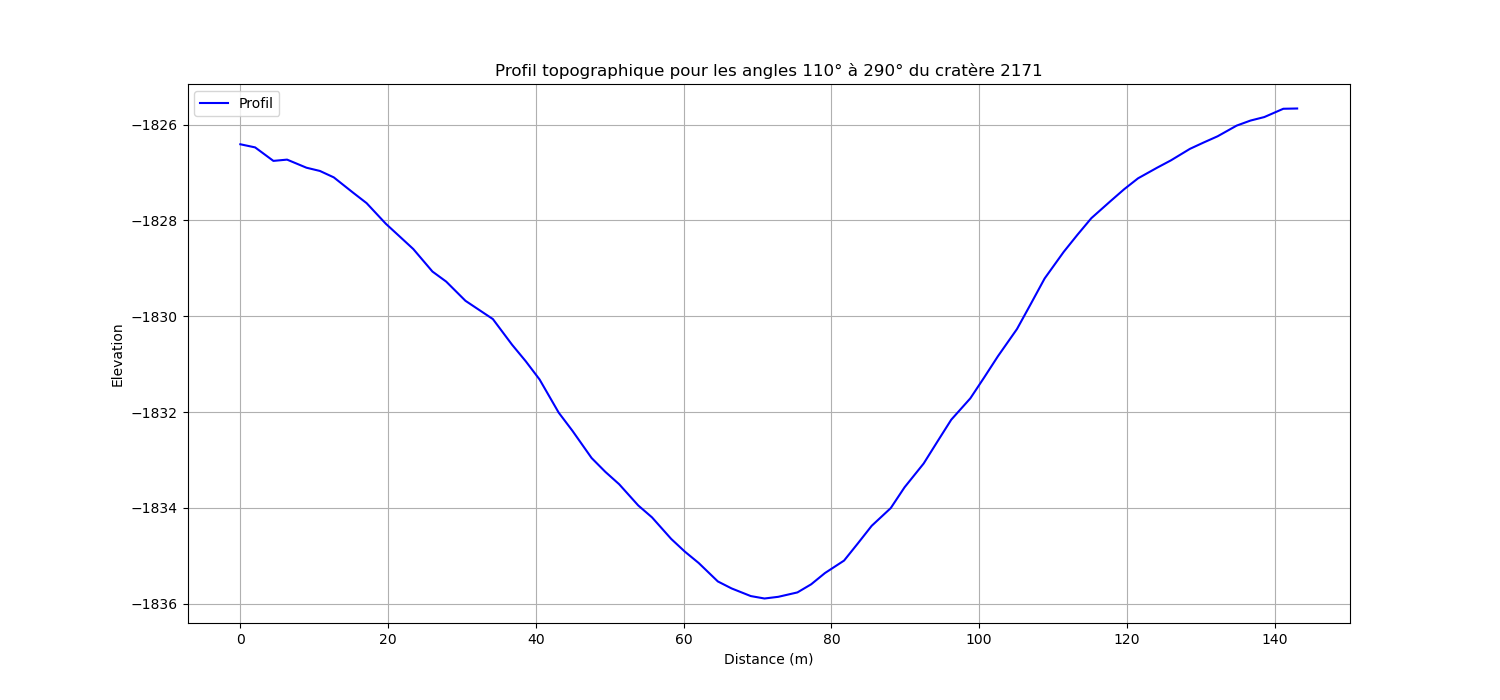 Profil topographique pour les angles 110° à 290° du cratère 2171
Profil
−1826
−1828
−1830
−1832
−1834
−1836
Elevation
0 20 40 60 80 100 120 140
Distance (m)